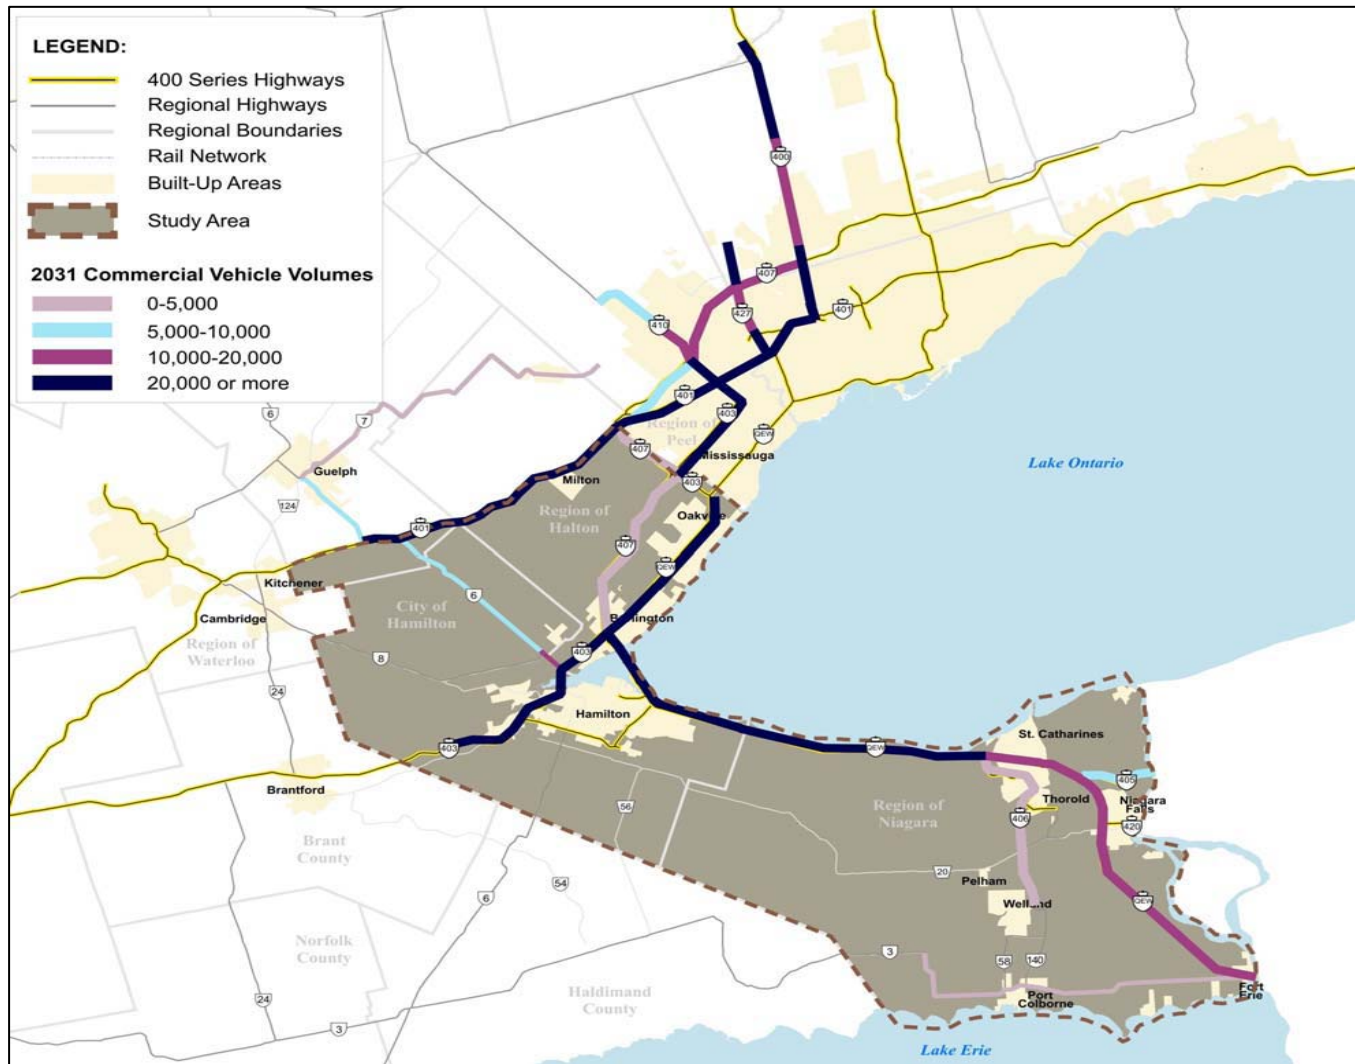 LEGEND:
400 Series Highways
Regional Highways
Regional Boundaries
Rail Network
Built-Up Areas
Study Area
2031 Commercial Vehicle Volumes
0-5,000
5,000-10,000
10,000-20,000
20,000 or more
400
407
427
410
401
401
403
6
7
Region of
Peel
407
QEW
Mississauga
Guelph
Milton
403
Lake Ontario
124
401
Region of
Halton
Oakville
407
QEW
Kitchener
6
City of
Hamilton
Cambridge
Burlington
Region of
Waterloo
8
403
24
Hamilton
403
QEW
St. Catharines
405
Brantford
56
Region of
Niagara
Thorold
Niagara
Falls
406
420
Brant
County
20
Pelham
54
6
Welland
QEW
Norfolk
County
3
58
140
24
Haldimand
County
Port
Colborne
Fort
Erie
3
Lake Erie